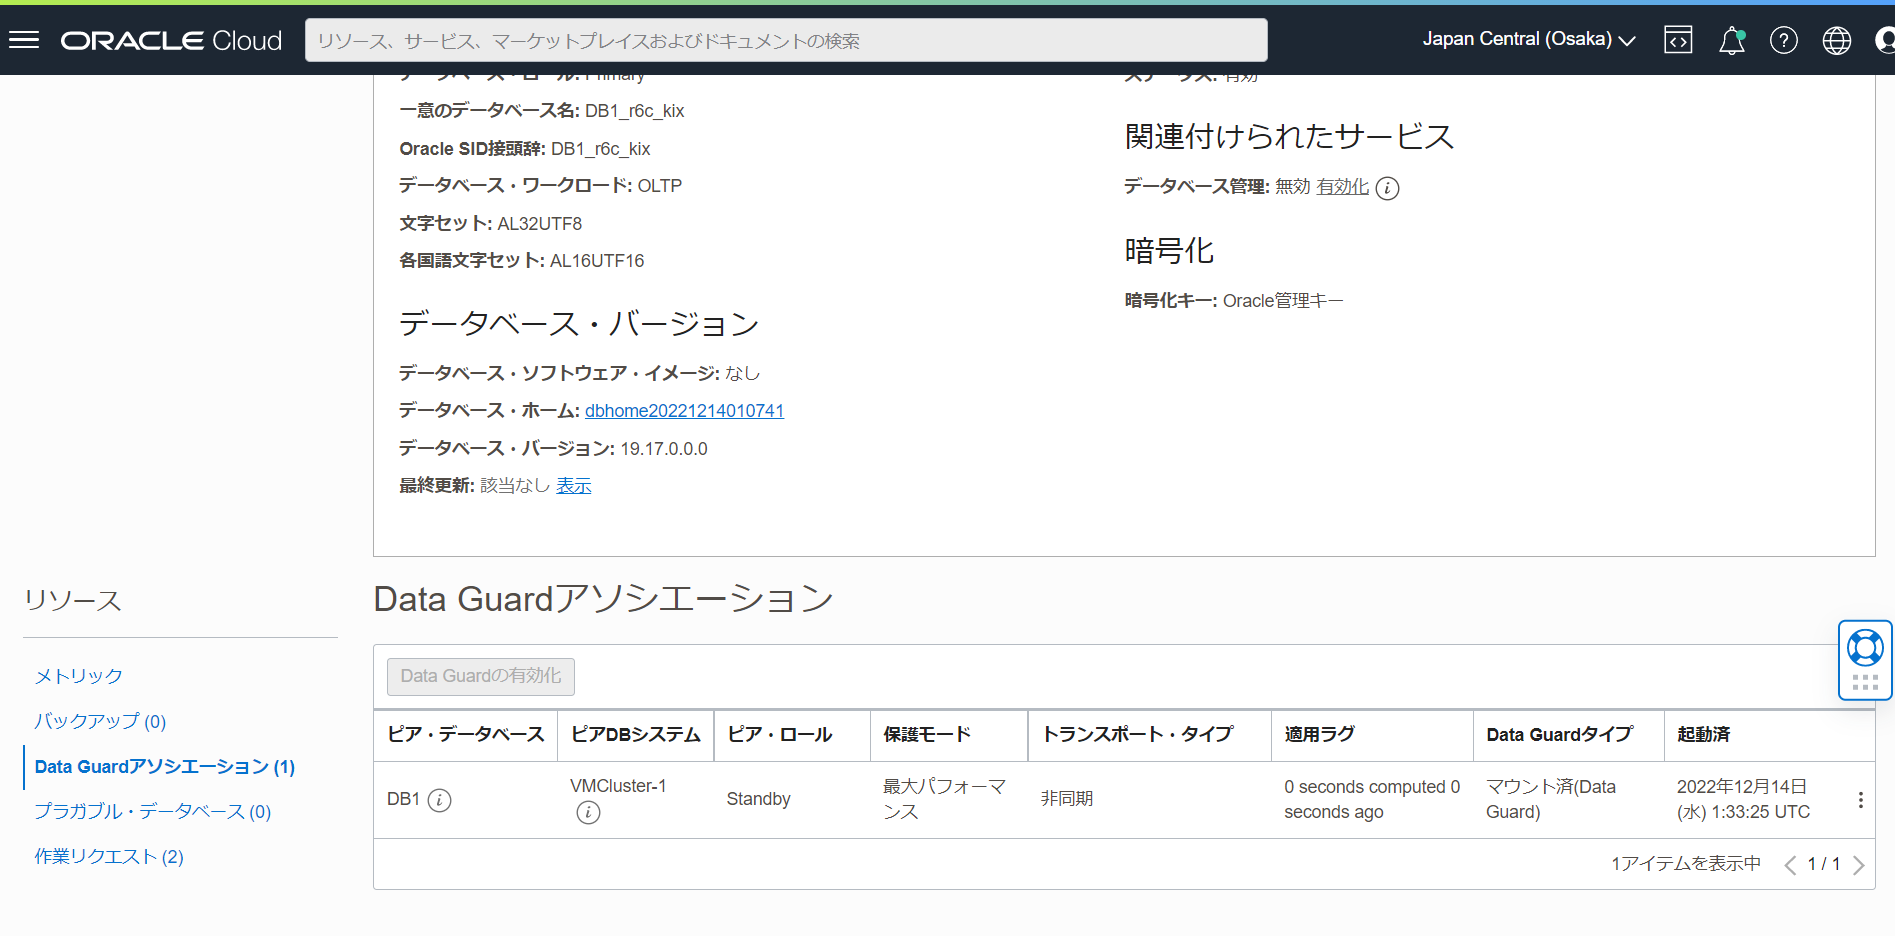 ORACLE Cloud
リソース、サービス、マーケットプレイスおよびドキュメントの検索
Japan Central (Osaka)
データベース・ロール: Primary
一意のデータベース名: DB1_r6c_kix
Oracle SID接頭辞: DB1_r6c_kix
データベース・ワークロード: OLTP
文字セット: AL32UTF8
各国語文字セット: AL16UTF16
データベース・バージョン
データベース・ソフトウェア・イメージ: なし
データベース・ホーム: dbhome20221214010741
データベース・バージョン: 19.17.0.0.0
最終更新: 該当なし 表示
ステータス: 有効
関連付けられたサービス
データベース管理: 無効 有効化
暗号化
暗号化キー: Oracle管理キー
リソース
メトリック
バックアップ (0)
Data Guardアソシエーション (1)
プラガブル・データベース (0)
作業リクエスト (2)
Data Guardアソシエーション
Data Guardの有効化
ピア・データベース ピアDBシステム ピア・ロール 保護モード トランスポート・タイプ 適用ラグ Data Guardタイプ 起動済
DB1
VMCluster-1
Standby
最大パフォーマ
ンス
非同期
0 seconds computed 0
seconds ago
マウント済(Data
Guard)
2022年12月14日
(水) 1:33:25 UTC
1アイテムを表示中 1 / 1